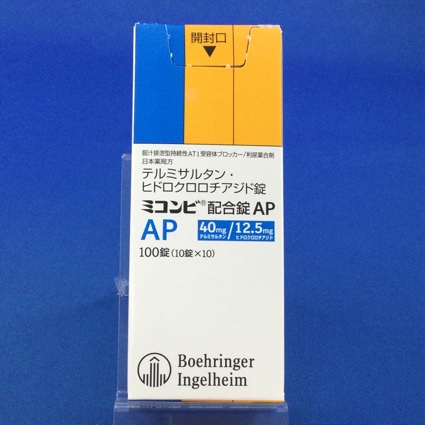 開封口
胆汁排泄型持続性AT1受容体ブロッカー/利尿薬合剤
日本薬局方
テルミサルタン・
ヒドロクロロチアジド錠
ミコンビ®配合錠AP
AP 40mg/12.5mg
テルミサルタン ヒドロクロロチアジド
100錠(10錠×10)
Boehringer
Ingelheim